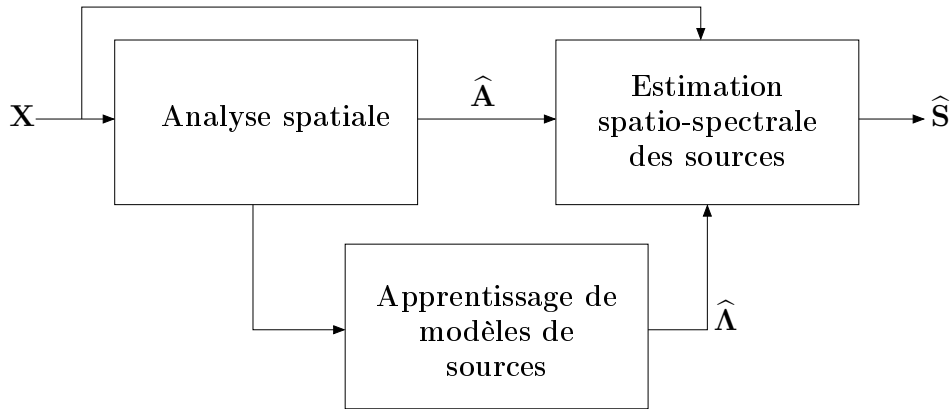 X
Analyse spatiale
Â
Estimation
spatio-spectrale
des sources
Ŝ
Apprentissage de
modèles de
sources
Λ̂